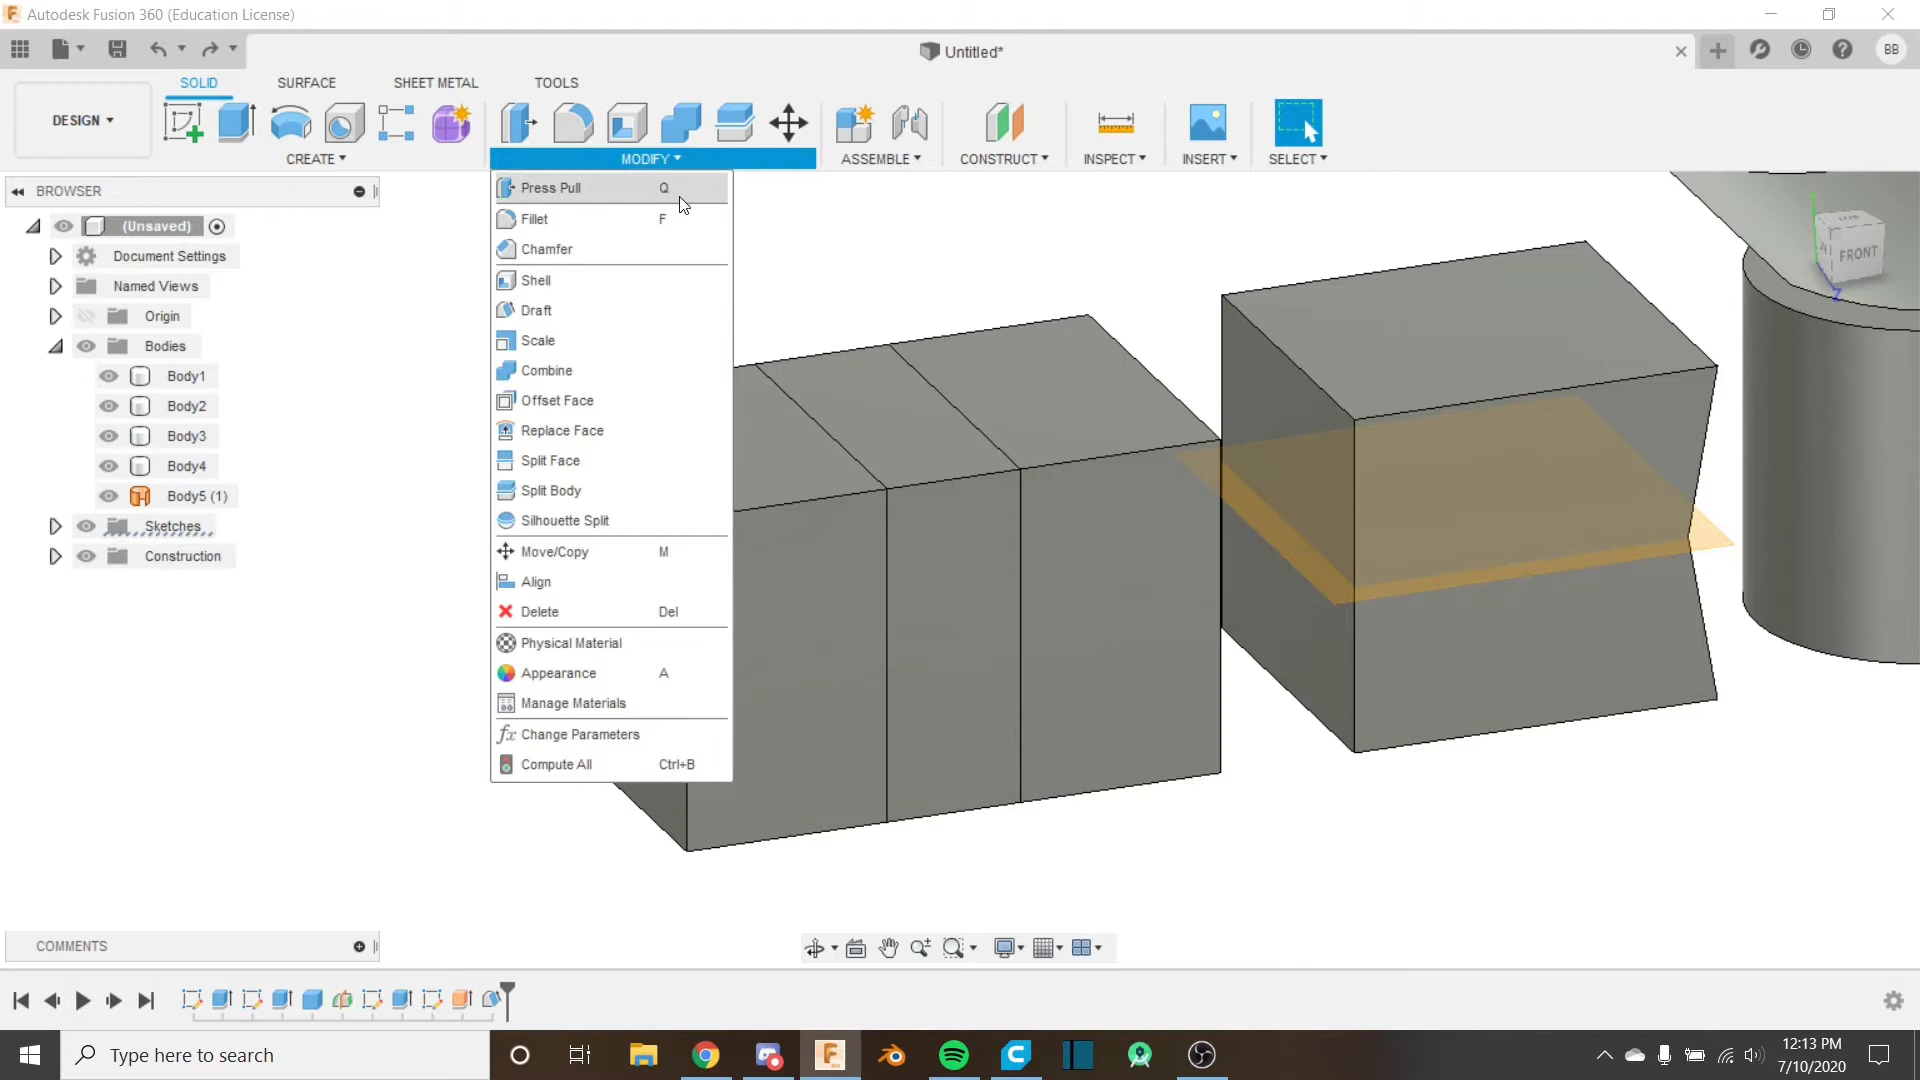 Autodesk Fusion 360 (Education License)
Untitled*
BB
DESIGN
SOLID
SURFACE
SHEET METAL
TOOLS
CREATE
MODIFY
ASSEMBLE
CONSTRUCT
INSPECT
INSERT
SELECT
BROWSER
(Unsaved)
Document Settings
Named Views
Origin
Bodies
Body1
Body2
Body3
Body4
Body5 (1)
Sketches
Construction
Press Pull Q
Fillet F
Chamfer
Shell
Draft
Scale
Combine
Offset Face
Replace Face
Split Face
Split Body
Silhouette Split
Move/Copy M
Align
Delete Del
Physical Material
Appearance A
Manage Materials
fx Change Parameters
Compute All Ctrl+B
FRONT
Z
COMMENTS
Type here to search
12:13 PM
7/10/2020